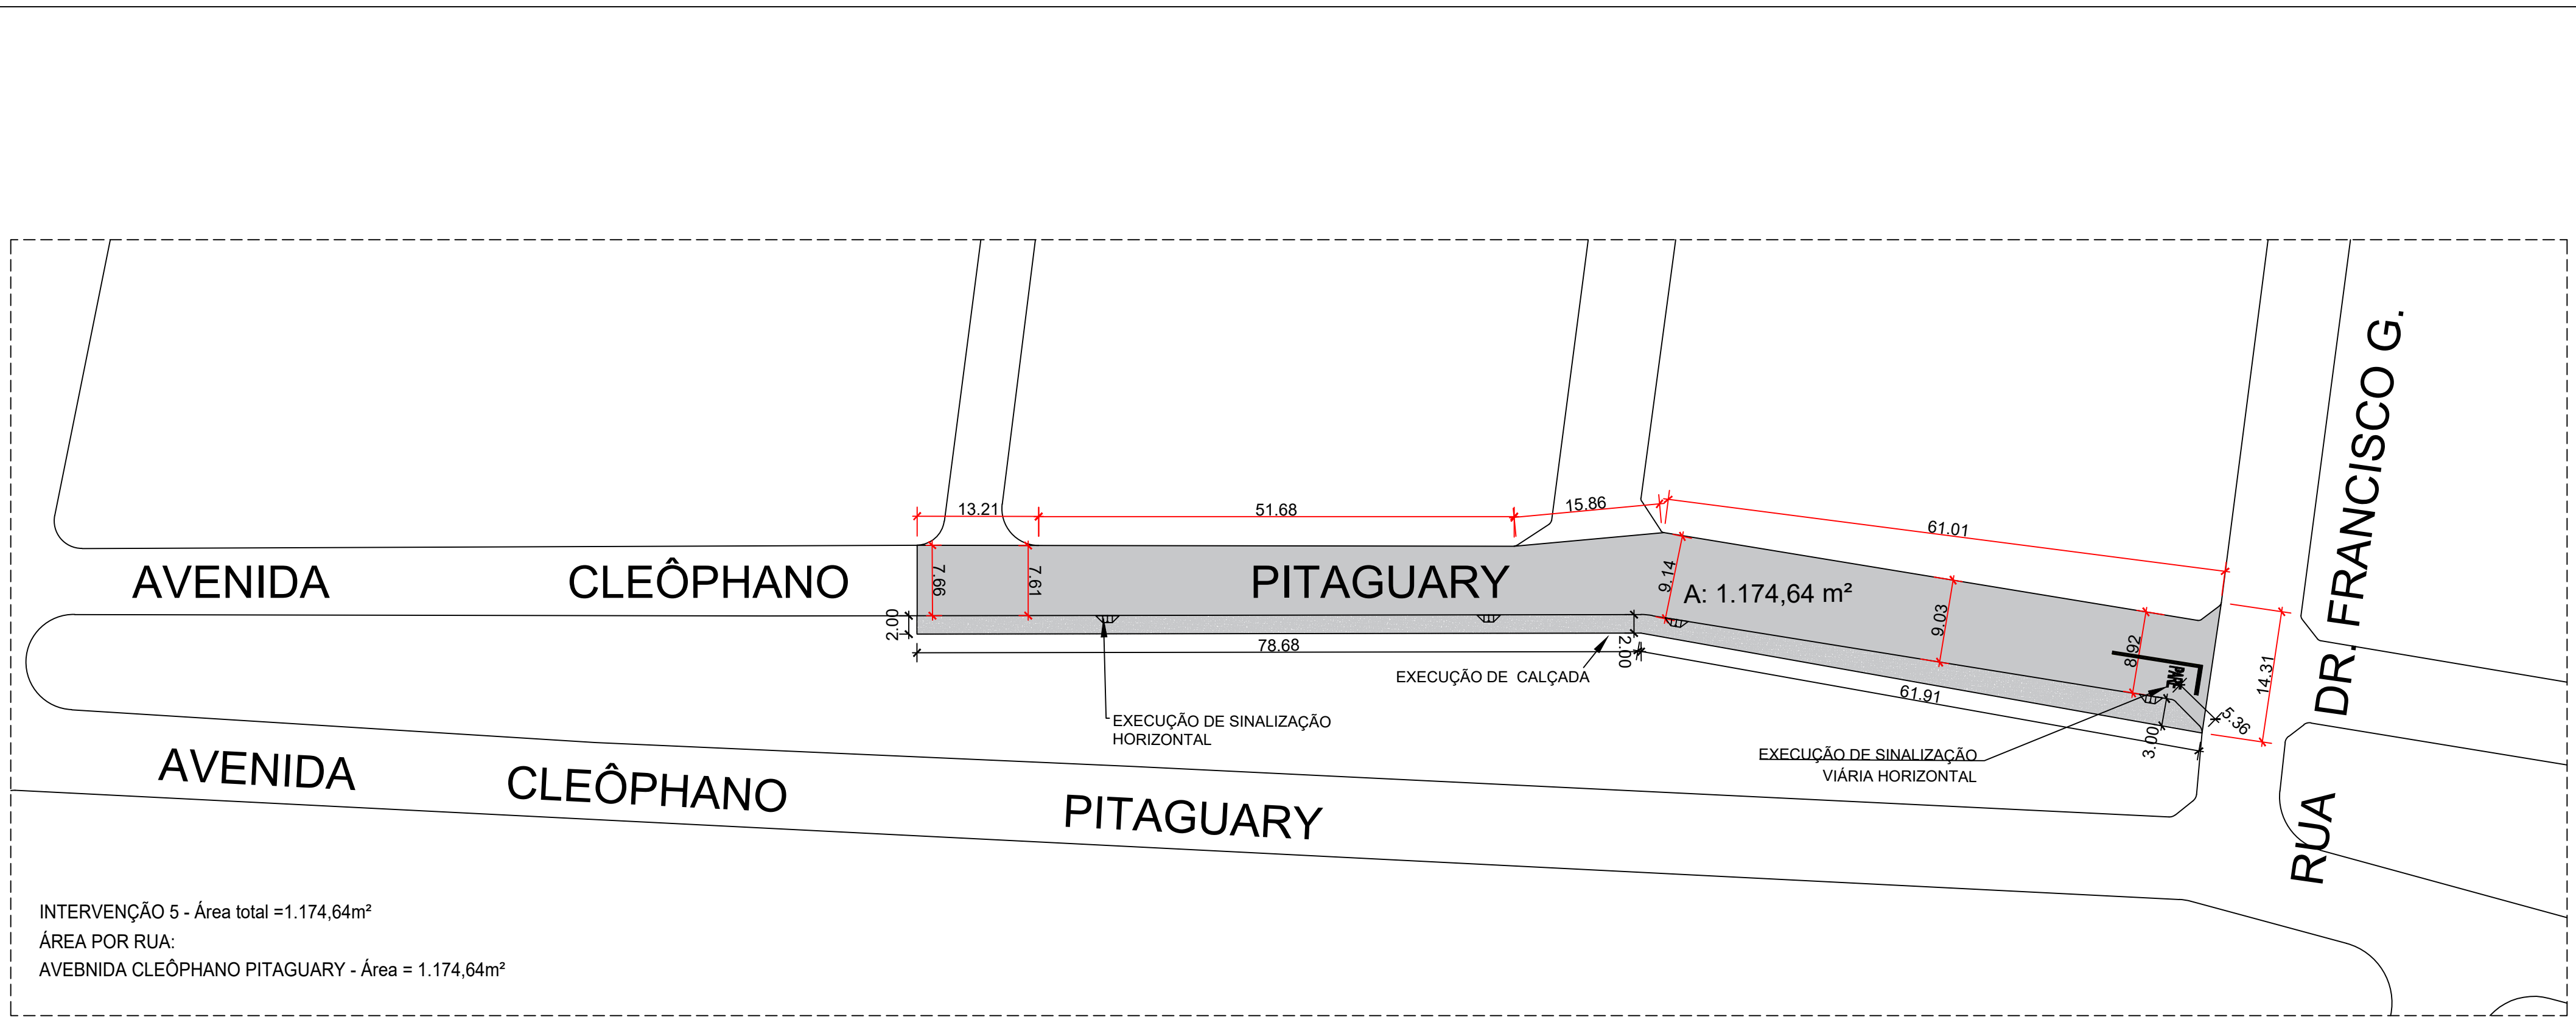 13.21
51.68
15.86
61.01
AVENIDA CLEÔPHANO PITAGUARY
7.66
7.61
9.14
A: 1.174,64 m²
9.03
8.92
PARE
14.31
5.36
3.00
2.00
78.68
2.00
61.91
EXECUÇÃO DE CALÇADA
EXECUÇÃO DE SINALIZAÇÃO
HORIZONTAL
EXECUÇÃO DE SINALIZAÇÃO
VIÁRIA HORIZONTAL
RUA DR. FRANCISCO G.
AVENIDA CLEÔPHANO PITAGUARY
INTERVENÇÃO 5 - Área total =1.174,64m²
ÁREA POR RUA:
AVEBNIDA CLEÔPHANO PITAGUARY - Área = 1.174,64m²